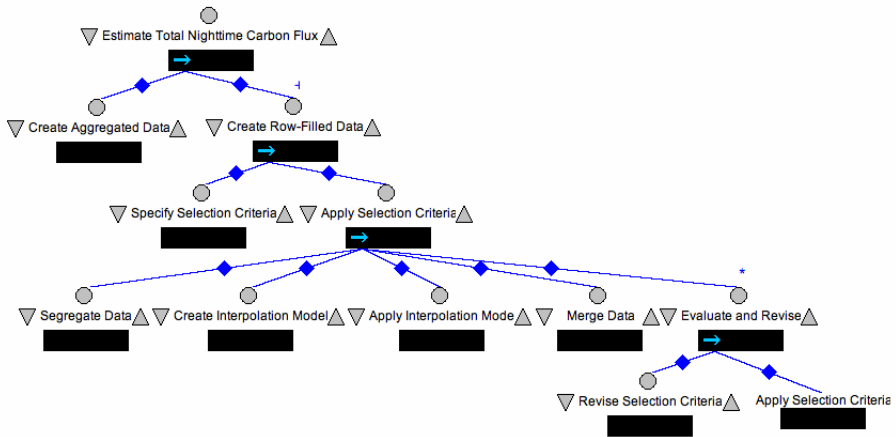 Estimate Total Nighttime Carbon Flux
Create Aggregated Data
Create Row-Filled Data
Specify Selection Criteria
Apply Selection Criteria
*
Segregate Data
Create Interpolation Model
Apply Interpolation Mode
Merge Data
Evaluate and Revise
Revise Selection Criteria
Apply Selection Criteria